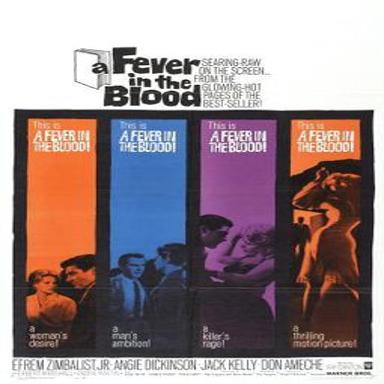 a Fever
in the
Blood
SEARING-RAW
ON THE SCREEN...
FROM THE
GLOWING-HOT
PAGES OF THE
BEST-SELLER!
This is
A FEVER IN
THE BLOOD!
This is
A FEVER IN
THE BLOOD!
This is
A FEVER IN
THE BLOOD!
This is
A FEVER IN
THE BLOOD!
a
woman's
desire!
a
man's
ambition!
a
killer's
rage!
a
thrilling
motion picture!
EFREM ZIMBALIST, JR · ANGIE DICKINSON · JACK KELLY · DON AMECHE
WARNER BROS.